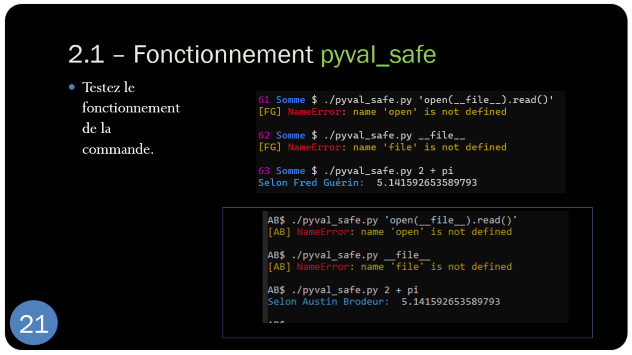 2.1 – Fonctionnement pyval_safe
• Testez le
fonctionnement
de la
commande.
61 Somme $ ./pyval_safe.py 'open(__file__).read()'
[FG] NameError: name 'open' is not defined
62 Somme $ ./pyval_safe.py __file__
[FG] NameError: name 'file' is not defined
63 Somme $ ./pyval_safe.py 2 + pi
Selon Fred Guérin:  5.141592653589793
AB$ ./pyval_safe.py 'open(__file__).read()'
[AB] NameError: name 'open' is not defined
AB$ ./pyval_safe.py __file__
[AB] NameError: name 'file' is not defined
AB$ ./pyval_safe.py 2 + pi
Selon Austin Brodeur:  5.141592653589793
21